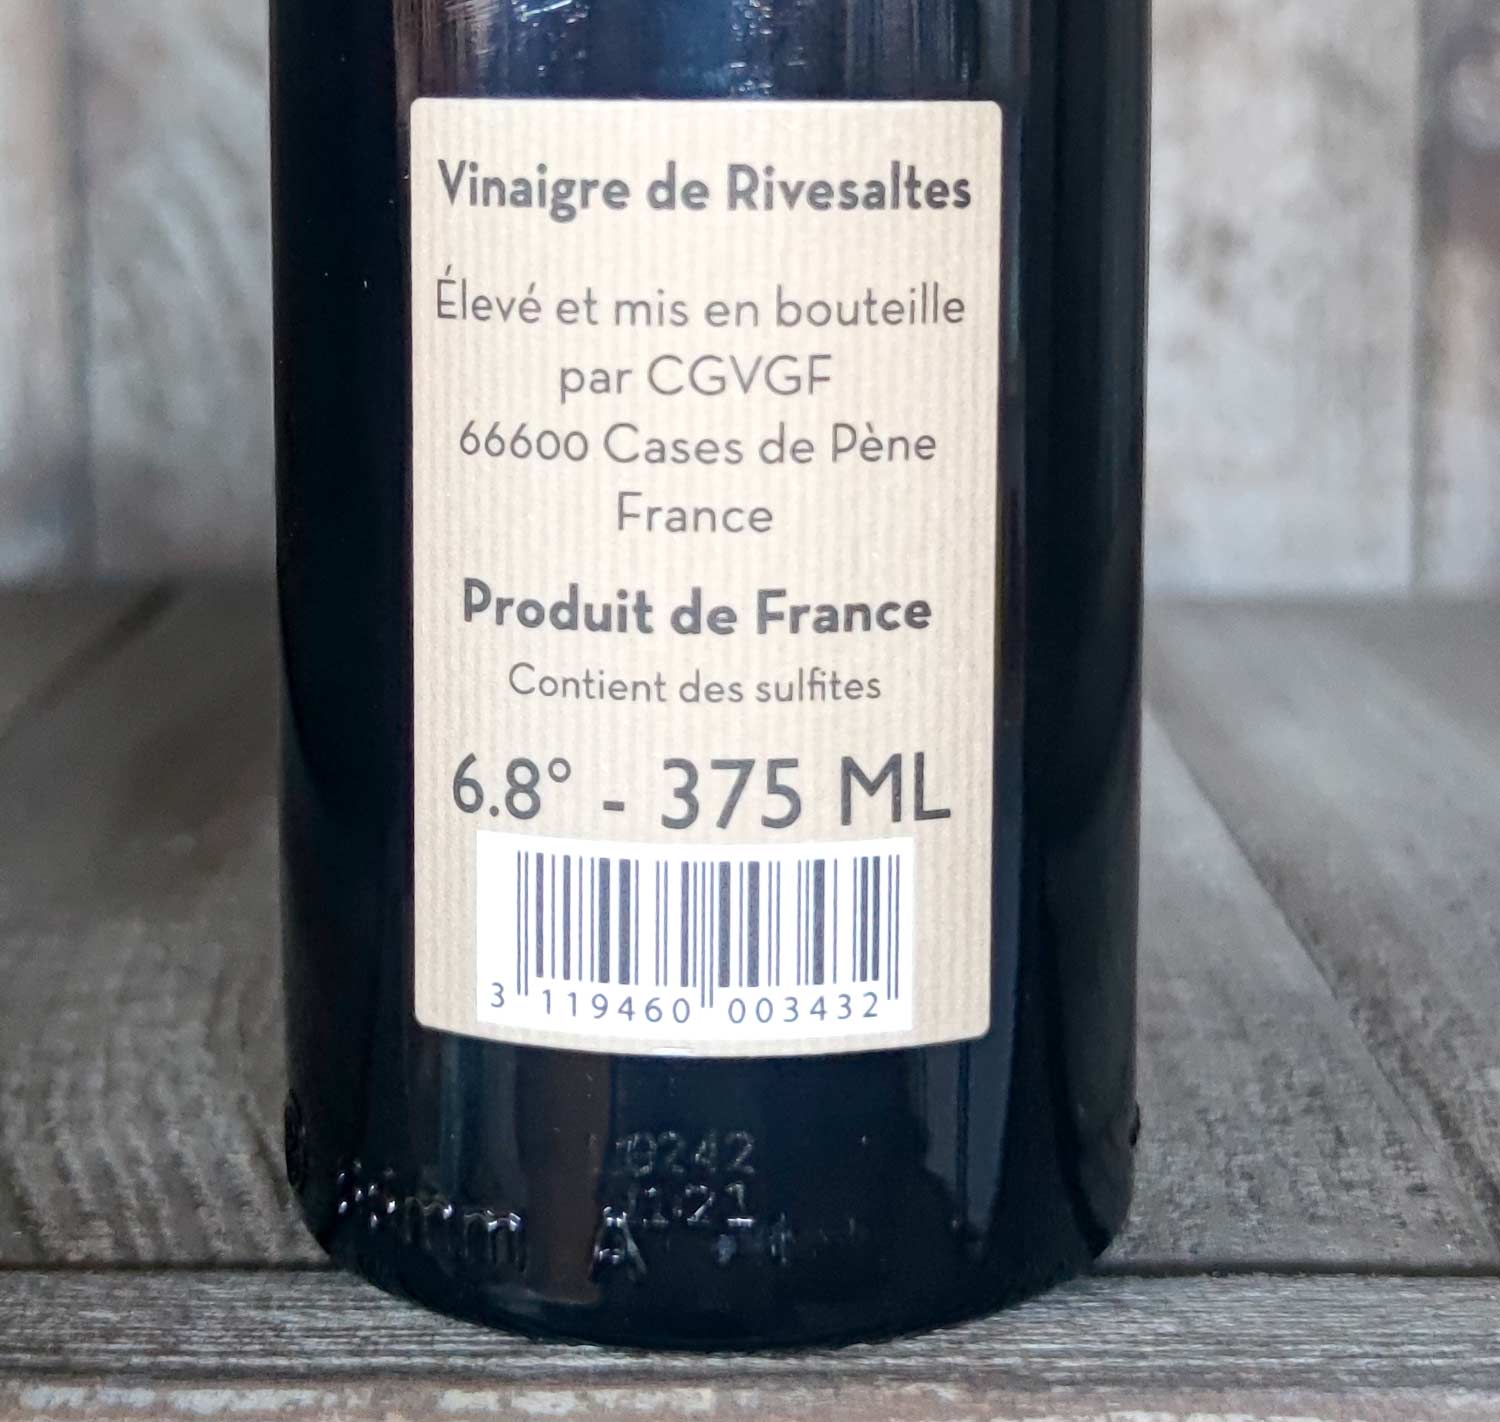 Vinaigre de Rivesaltes
Élevé et mis en bouteille
par CGVGF
66600 Cases de Pène
France
Produit de France
Contient des sulfites
6.8° - 375 ML
3 119460 003432